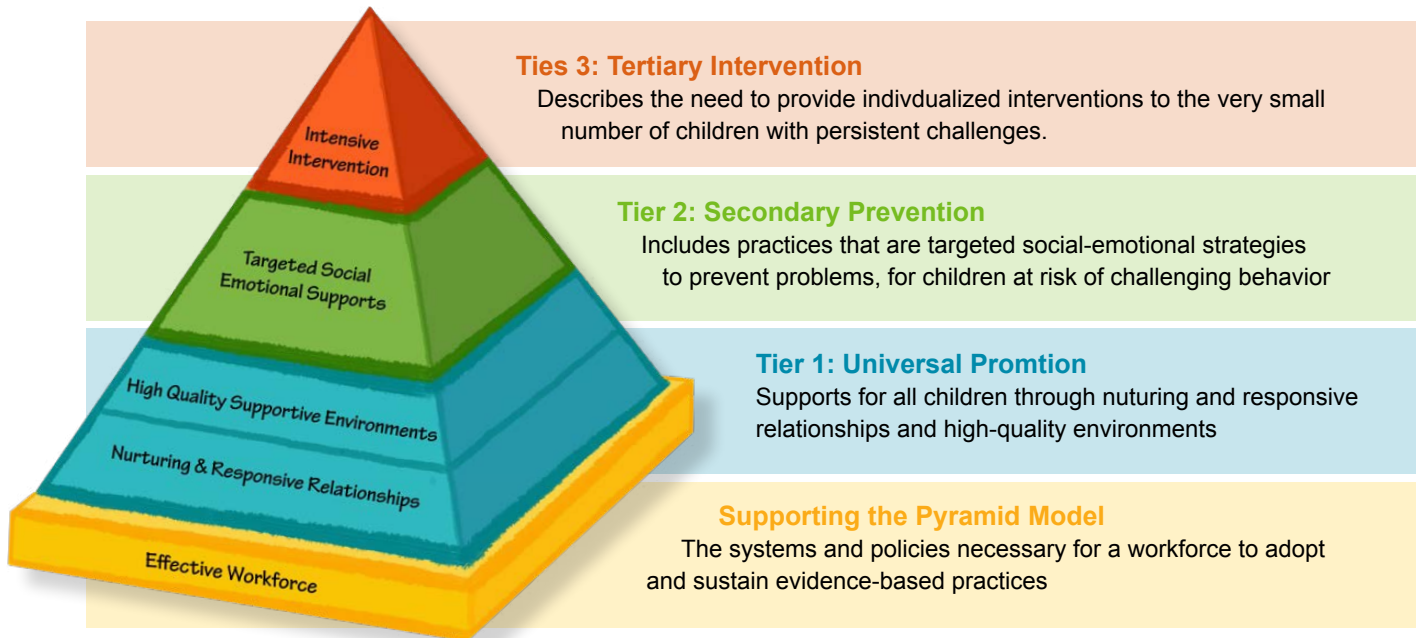 Ties 3: Tertiary Intervention
Describes the need to provide indivdualized interventions to the very small
number of children with persistent challenges.
Intensive
Intervention
Tier 2: Secondary Prevention
Includes practices that are targeted social-emotional strategies
to prevent problems, for children at risk of challenging behavior
Targeted Social
Emotional Supports
Tier 1: Universal Promtion
Supports for all children through nuturing and responsive
relationships and high-quality environments
High Quality Supportive Environments
Nurturing & Responsive Relationships
Supporting the Pyramid Model
The systems and policies necessary for a workforce to adopt
and sustain evidence-based practices
Effective Workforce